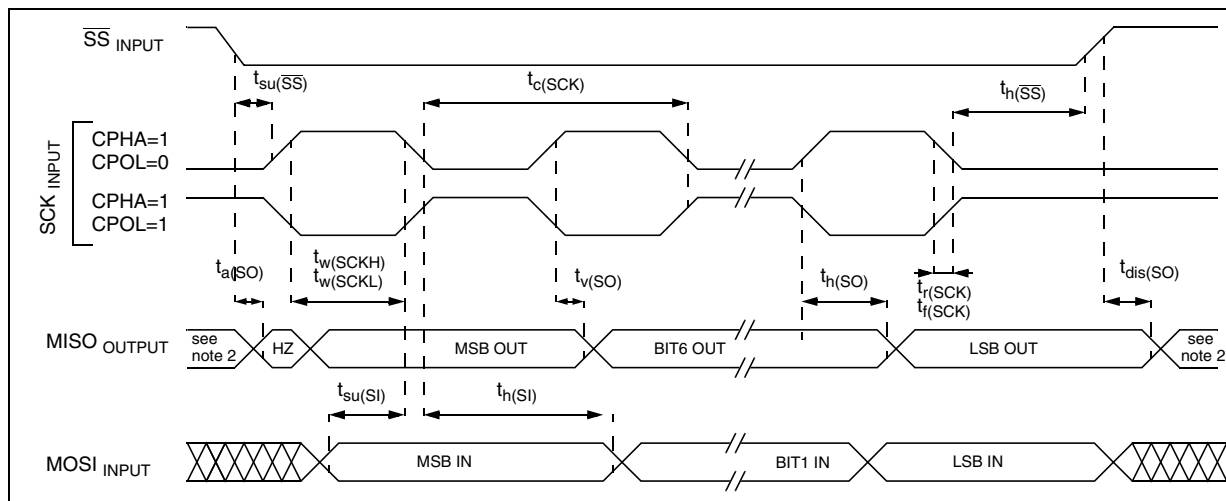 SS INPUT
tsu(SS)
tc(SCK)
th(SS)
SCK INPUT
CPHA=1
CPOL=0
CPHA=1
CPOL=1
ta(SO)
tw(SCKH)
tw(SCKL)
tv(SO)
th(SO)
tr(SCK)
tf(SCK)
tdis(SO)
MISO OUTPUT
see
note 2
HZ
MSB OUT
BIT6 OUT
LSB OUT
see
note 2
tsu(SI)
th(SI)
MOSI INPUT
MSB IN
BIT1 IN
LSB IN